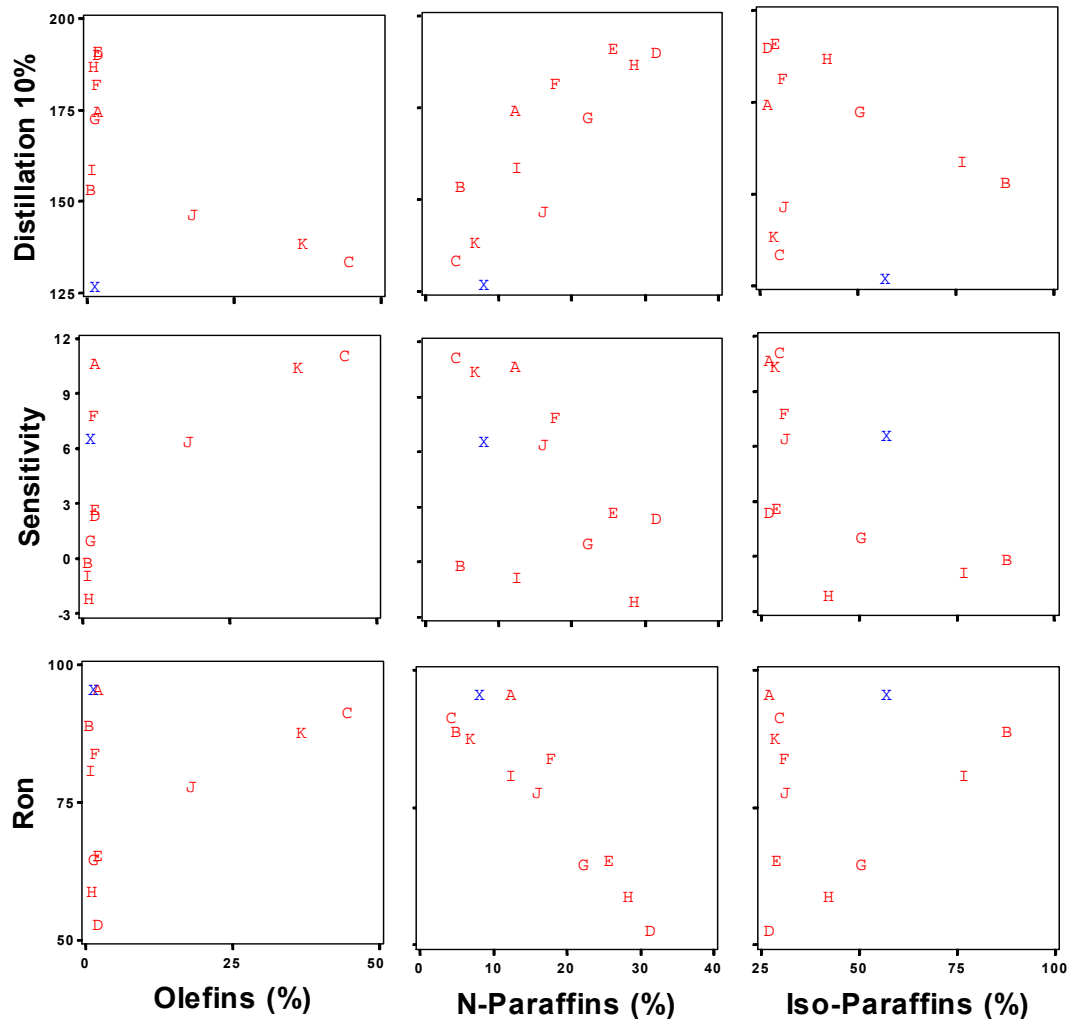 Distillation 10%
200
175
150
125
E
D
H
F
A
G
I
B
J
K
C
X
E
D
H
F
A
G
I
B
J
K
C
X
E
D
H
F
A
G
I
B
J
K
C
X
Sensitivity
12
9
6
3
0
-3
C
A
K
F
X
J
E
D
G
B
I
H
C
A
K
F
X
J
E
D
G
B
I
H
C
A
K
F
X
J
E
D
G
B
I
H
Ron
100
75
50
X
A
C
B
K
F
I
J
E
G
H
D
X
A
C
B
K
F
I
J
E
G
H
D
X
A
C
B
K
F
I
J
E
G
H
D
0 25 50
0 10 20 30 40
25 50 75 100
Olefins (%)
N-Paraffins (%)
Iso-Paraffins (%)